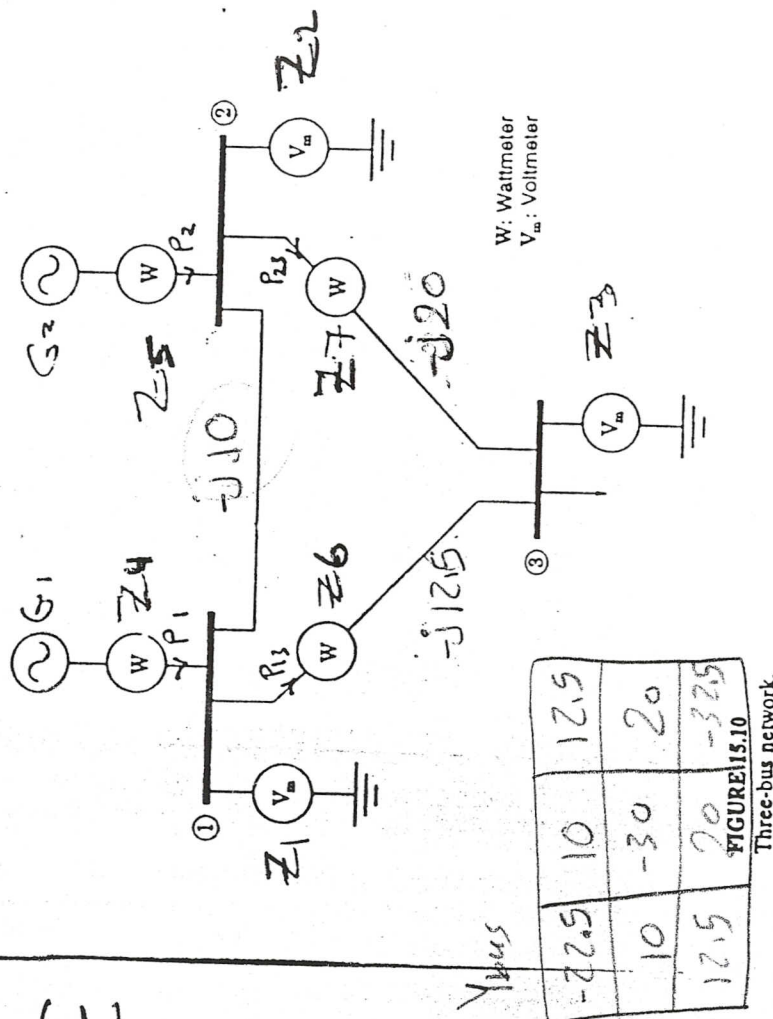 G1
G2
Z4
W
P1
Z5
W
P2
①
②
-j10
Z1
Vm
P13
W
Z6
P23
W
Z7
Vm
Z2
-j12.5
-j20
③
Vm
Z3
W: Wattmeter
Vm: Voltmeter
Ybus
-22.5 10 12.5
10 -30 20
12.5 20 -32.5
FIGURE 15.10
Three-bus network.